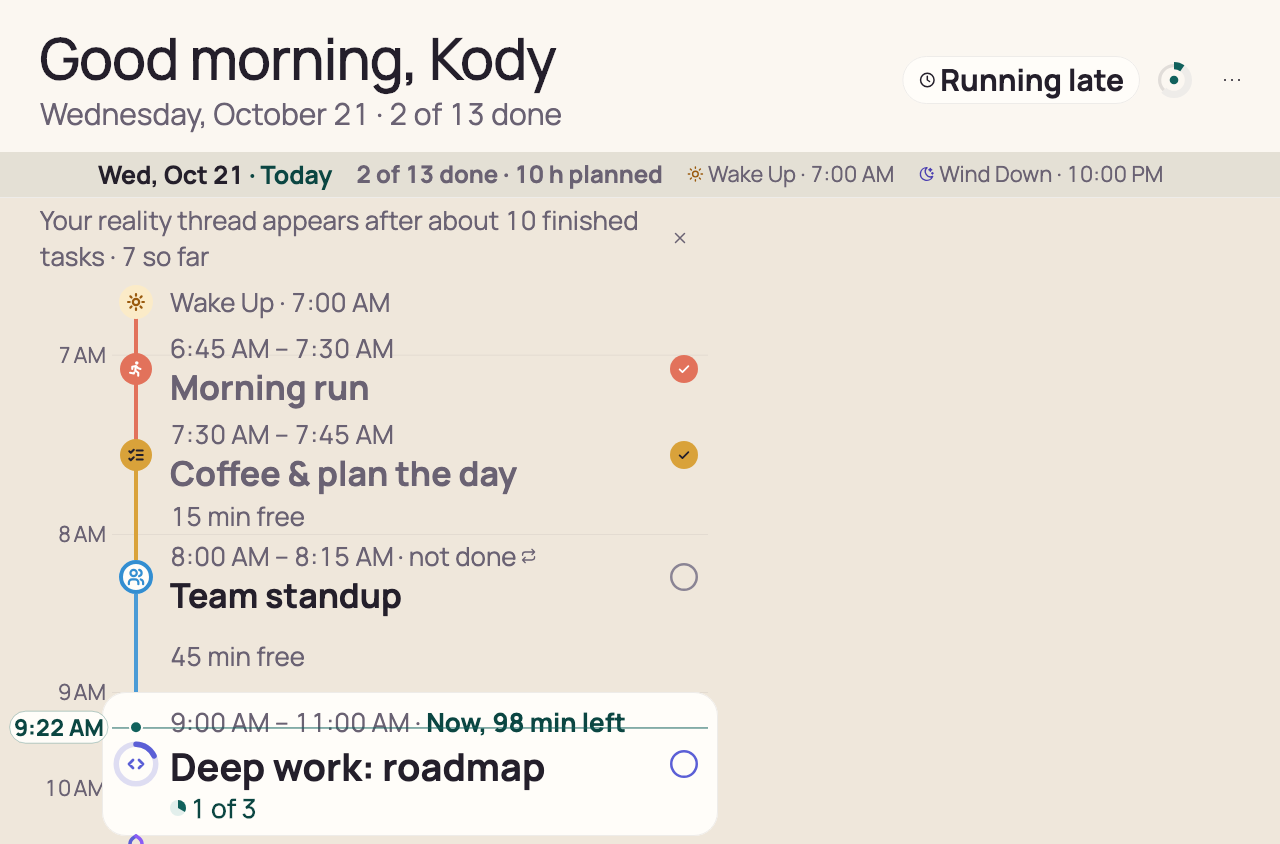 Good morning, Kody
Wednesday, October 21 · 2 of 13 done
Running late
Wed, Oct 21 · Today 2 of 13 done · 10 h planned Wake Up · 7:00 AM Wind Down · 10:00 PM
Your reality thread appears after about 10 finished
tasks · 7 so far
Wake Up · 7:00 AM
7 AM
6:45 AM – 7:30 AM
Morning run
7:30 AM – 7:45 AM
Coffee & plan the day
15 min free
8 AM
8:00 AM – 8:15 AM · not done
Team standup
45 min free
9 AM
9:22 AM
9:00 AM – 11:00 AM · Now, 98 min left
Deep work: roadmap
10 AM
1 of 3